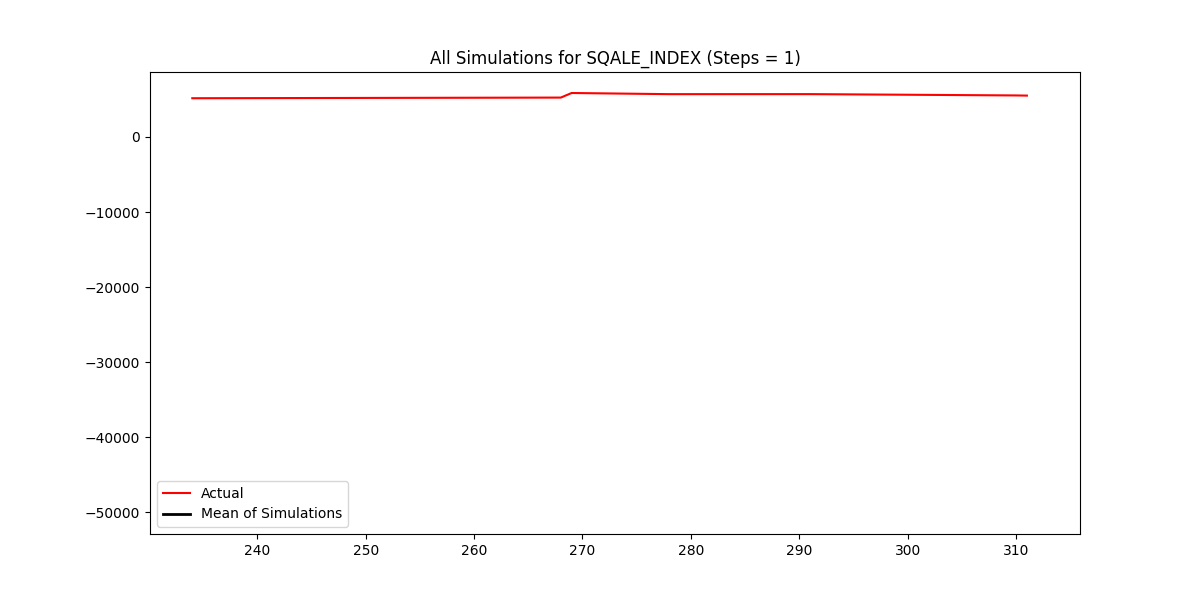 All Simulations for SQALE_INDEX (Steps = 1)
0
−10000
−20000
−30000
−40000
−50000
Actual
Mean of Simulations
240 250 260 270 280 290 300 310